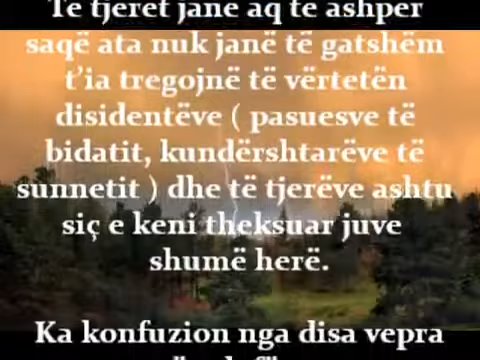 Të tjerët janë aq të ashpër
saqë ata nuk janë të gatshëm
t'ia tregojnë të vërtetën
disidentëve ( pasuesve të
bidatit, kundërshtarëve të
sunnetit ) dhe të tjerëve ashtu
siç e keni theksuar juve
shumë herë.
Ka konfuzion nga disa vepra